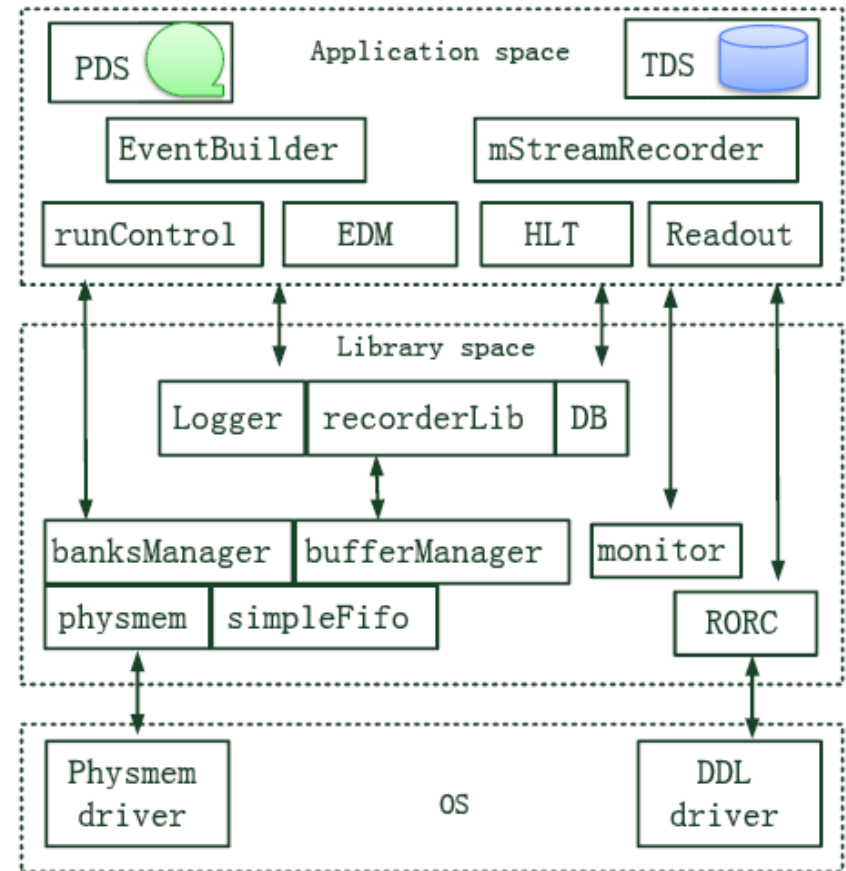 PDS
Application space
TDS
EventBuilder
mStreamRecorder
runControl
EDM
HLT
Readout
Library space
Logger
recorderLib
DB
banksManager
bufferManager
monitor
physmem
simpleFifo
RORC
Physmem
driver
OS
DDL
driver